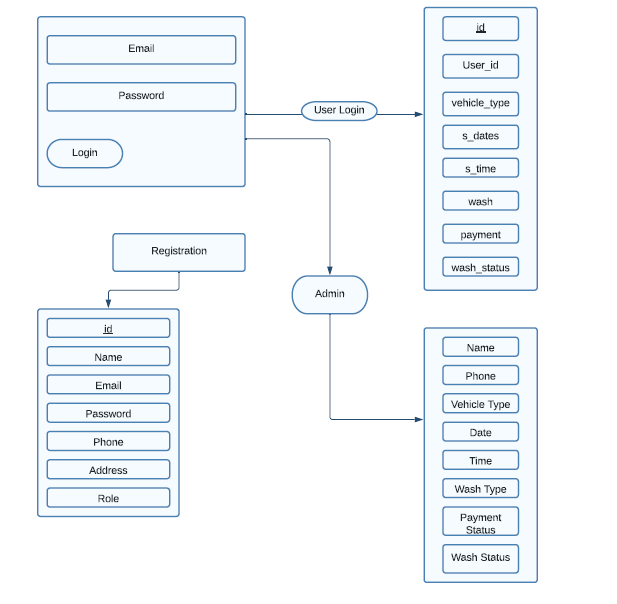 Email
Password
Login
User Login
id
User_id
vehicle_type
s_dates
s_time
wash
payment
wash_status
Registration
id
Name
Email
Password
Phone
Address
Role
Admin
Name
Phone
Vehicle Type
Date
Time
Wash Type
Payment
Status
Wash Status